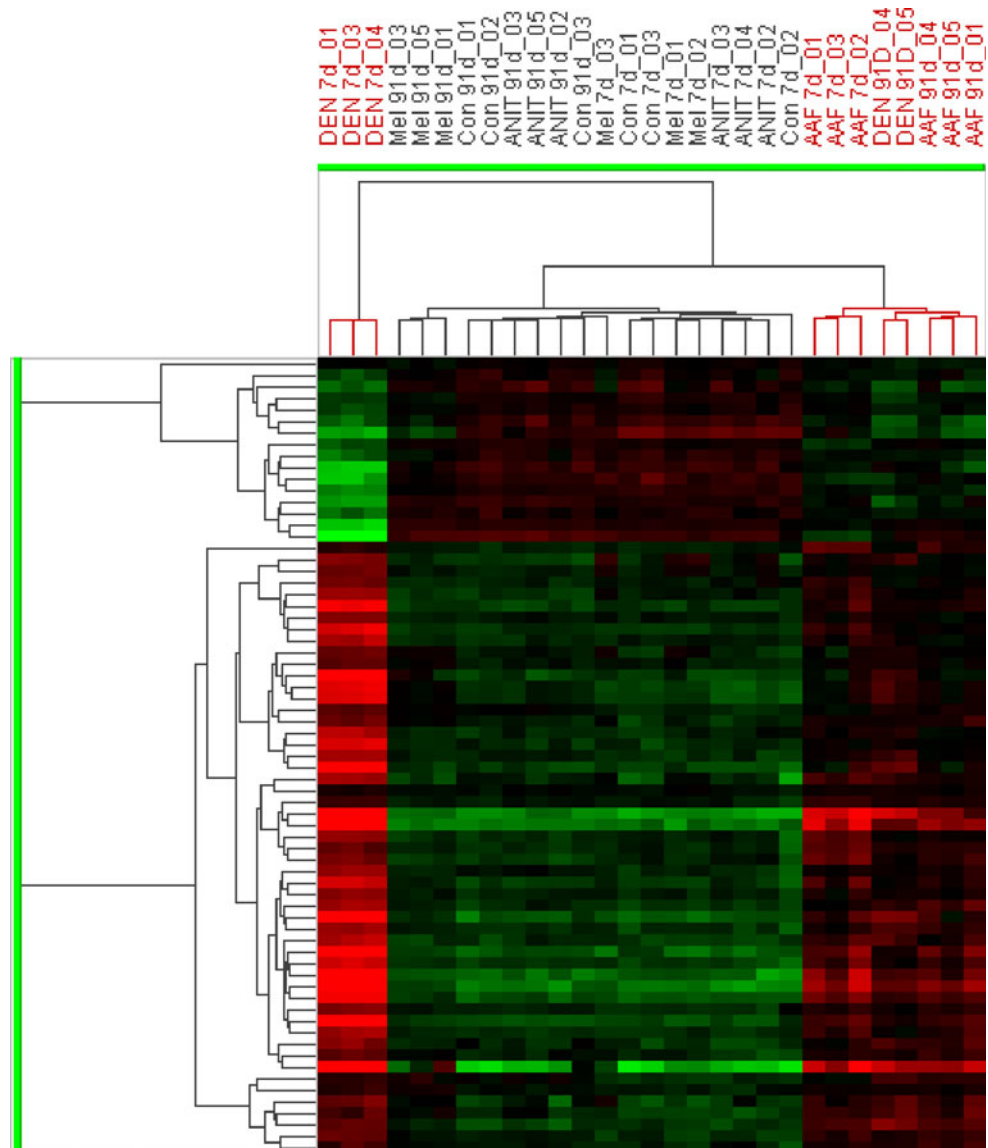 DEN 7d_01
DEN 7d_03
DEN 7d_04
Mel 91d_03
Mel 91d_05
Mel 91d_01
Con 91d_01
Con 91d_02
ANIT 91d_03
ANIT 91d_05
ANIT 91d_02
Con 91d_03
Mel 7d_03
Con 7d_01
Con 7d_03
Mel 7d_01
Mel 7d_02
ANIT 7d_03
ANIT 7d_04
ANIT 7d_02
Con 7d_02
AAF 7d_01
AAF 7d_03
AAF 7d_02
DEN 91D_04
DEN 91D_05
AAF 91d_04
AAF 91d_05
AAF 91d_01